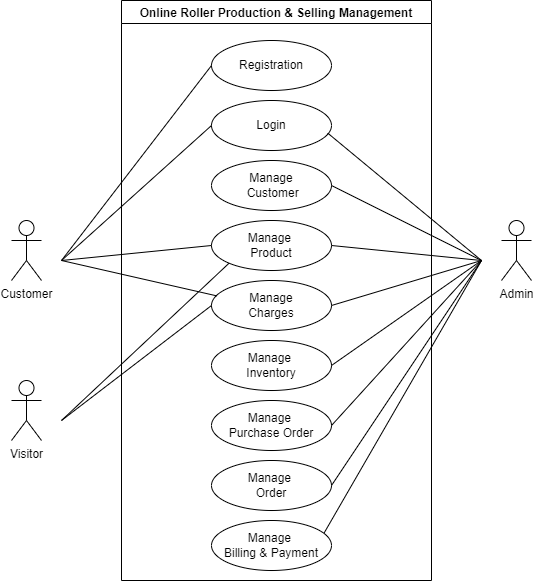 Online Roller Production & Selling Management
Registration
Login
Manage
Customer
Manage
Product
Customer
Admin
Manage
Charges
Manage
Inventory
Manage
Purchase Order
Visitor
Manage
Order
Manage
Billing & Payment